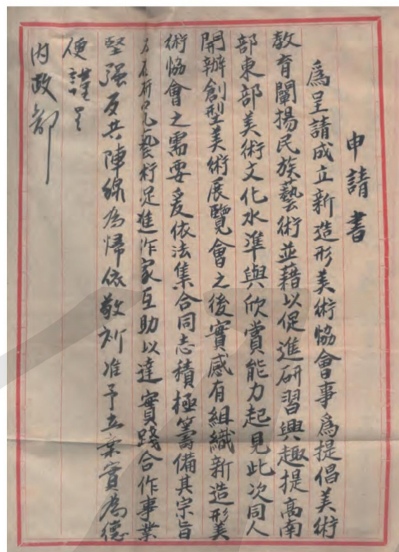 申請書
為呈請成立新造形美術協會事為提倡美術
教育闡揚民族藝術並藉以促進研習興趣提高南
部東部美術文化水準與欣賞能力起見此次同人
開辦創型美術展覽會之後實感有組織新造形美
術協會之需要爰依法集合同志積極籌備其宗旨
研究藝術促進作家互助以達實踐合作事業
堅強反共陣線為歸依敬祈准予立案實為德
便謹呈
內政部